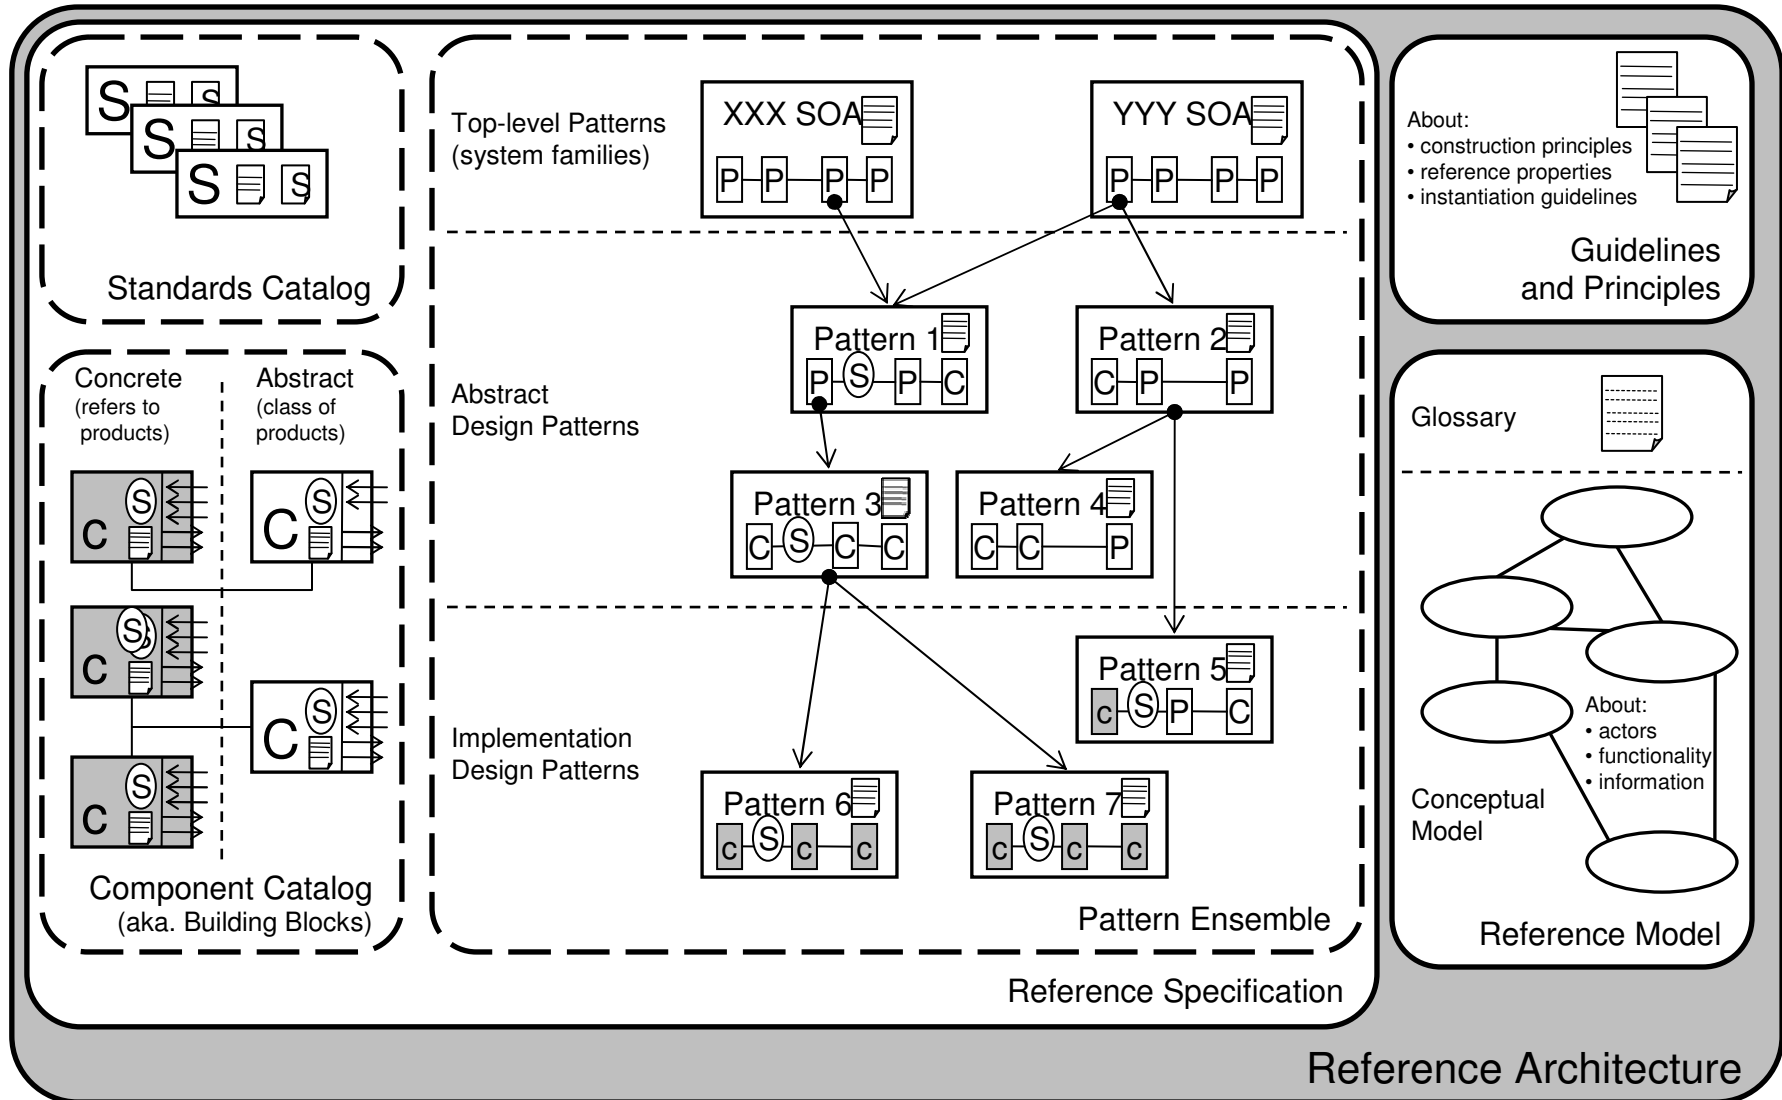 S S
S S
S S
Standards Catalog
Concrete
(refers to
products)
Abstract
(class of
products)
c S
C S
c S S
C S
c S
Component Catalog
(aka. Building Blocks)
Top-level Patterns
(system families)
XXX SOA
P P P P
YYY SOA
P P P P
Abstract
Design Patterns
Pattern 1
P S P C
Pattern 2
C P P
Pattern 3
C S C C
Pattern 4
C C P
Implementation
Design Patterns
Pattern 5
c S P C
Pattern 6
c S c c
Pattern 7
c S c c
Pattern Ensemble
Reference Specification
About:
• construction principles
• reference properties
• instantiation guidelines
Guidelines
and Principles
Glossary
About:
• actors
• functionality
• information
Conceptual
Model
Reference Model
Reference Architecture